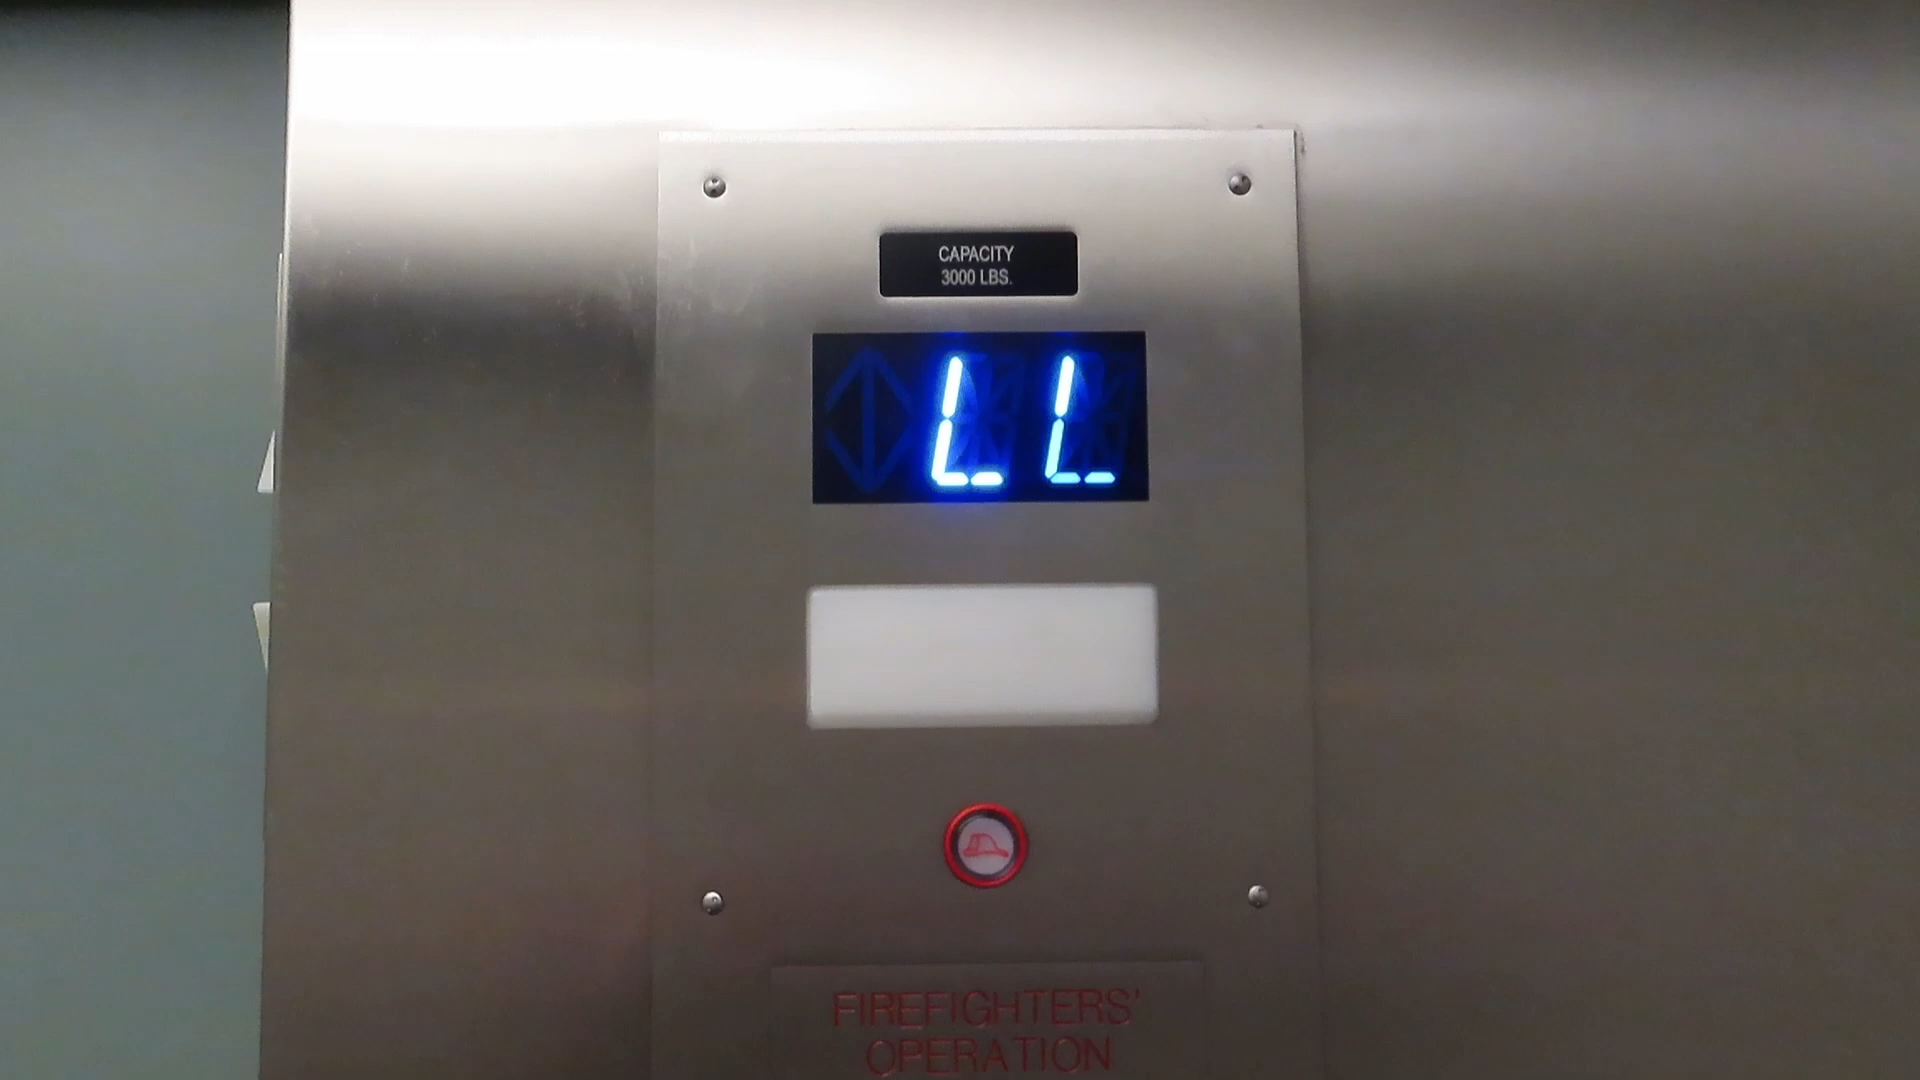 CAPACITY
3000 LBS.
LL
FIREFIGHTERS'
OPERATION